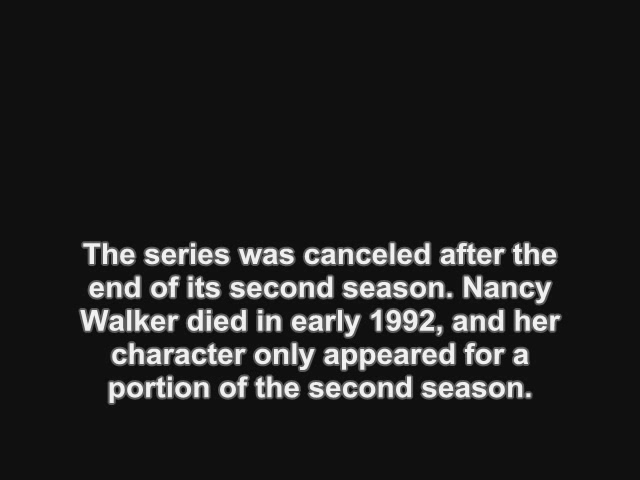 The series was canceled after the
end of its second season. Nancy
Walker died in early 1992, and her
character only appeared for a
portion of the second season.